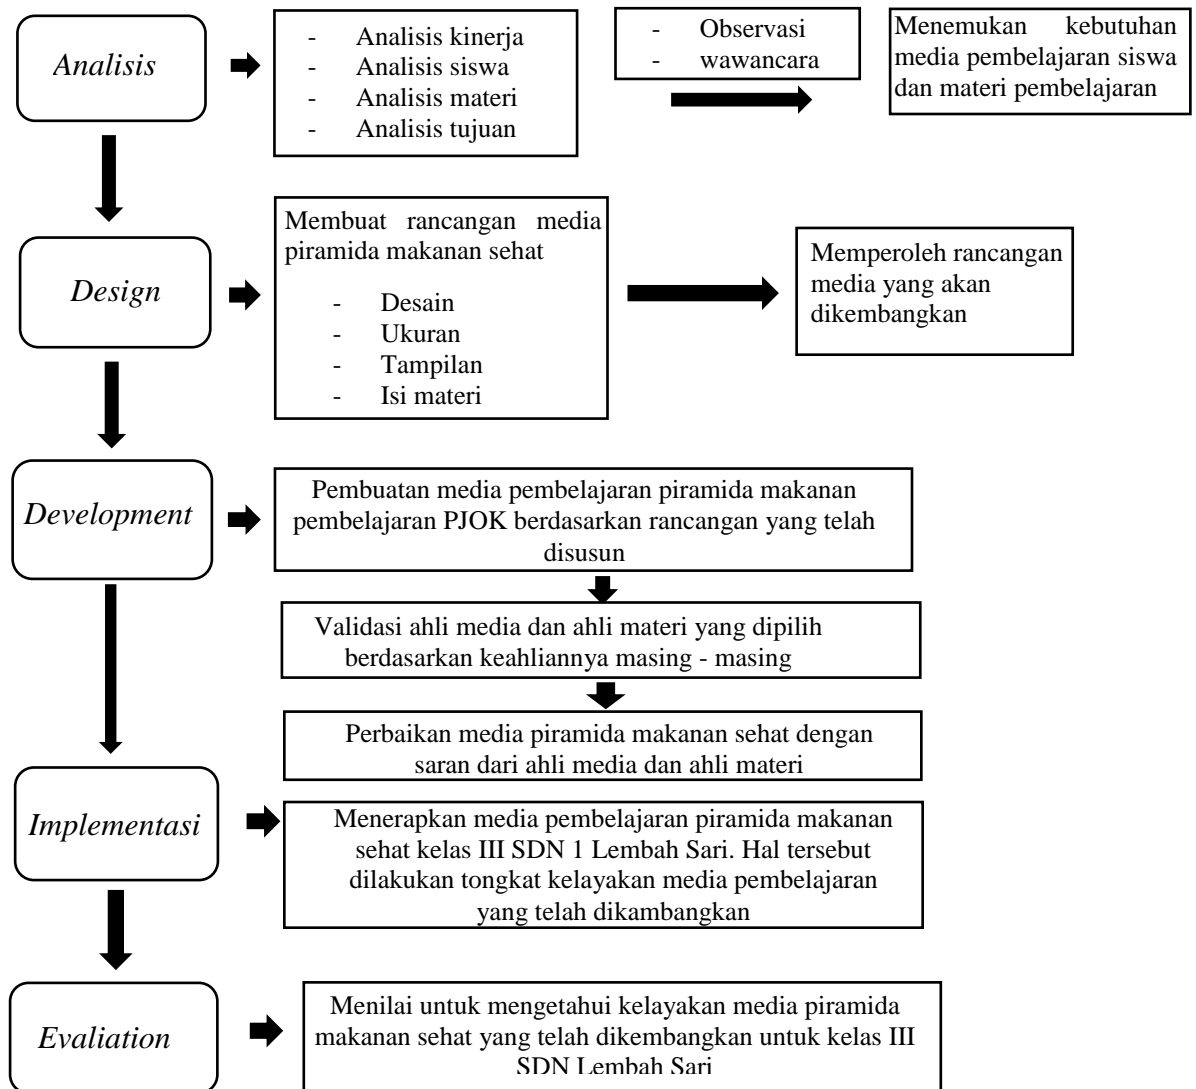 Analisis
- Analisis kinerja
- Analisis siswa
- Analisis materi
- Analisis tujuan
- Observasi
- wawancara
Menemukan kebutuhan
media pembelajaran siswa
dan materi pembelajaran
Design
Membuat rancangan media
piramida makanan sehat
- Desain
- Ukuran
- Tampilan
- Isi materi
Memperoleh rancangan
media yang akan
dikembangkan
Development
Pembuatan media pembelajaran piramida makanan
pembelajaran PJOK berdasarkan rancangan yang telah
disusun
Validasi ahli media dan ahli materi yang dipilih
berdasarkan keahliannya masing - masing
Perbaikan media piramida makanan sehat dengan
saran dari ahli media dan ahli materi
Implementasi
Menerapkan media pembelajaran piramida makanan
sehat kelas III SDN 1 Lembah Sari. Hal tersebut
dilakukan tongkat kelayakan media pembelajaran
yang telah dikambangkan
Evaliation
Menilai untuk mengetahui kelayakan media piramida
makanan sehat yang telah dikembangkan untuk kelas III
SDN Lembah Sari